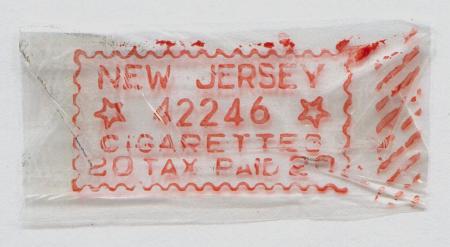 NEW JERSEY
42246
CIGARETTES
20 TAX PAID 20